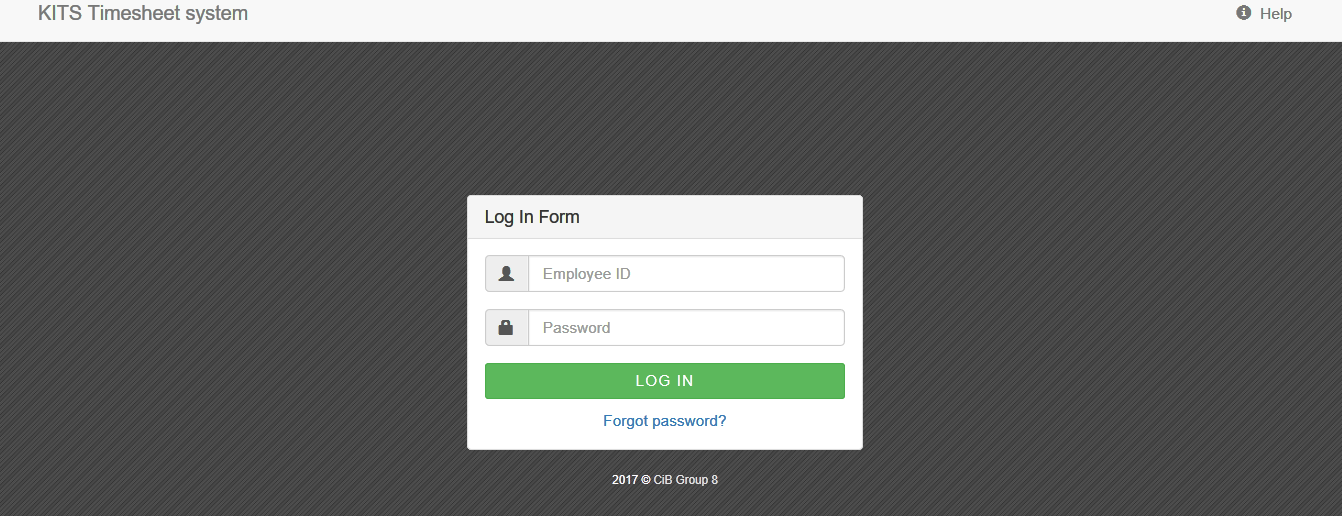 KITS Timesheet system
Help
Log In Form
Employee ID
Password
LOG IN
Forgot password?
2017 © CiB Group 8